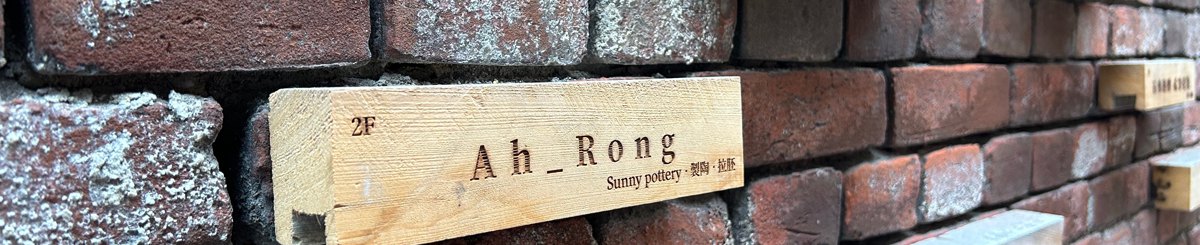 2F
Ah_Rong
Sunny pottery · 製陶 · 拉胚